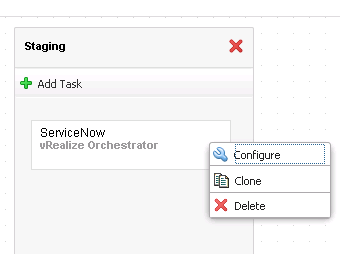 Staging
Add Task
ServiceNow
vRealize Orchestrator
Configure
Clone
Delete